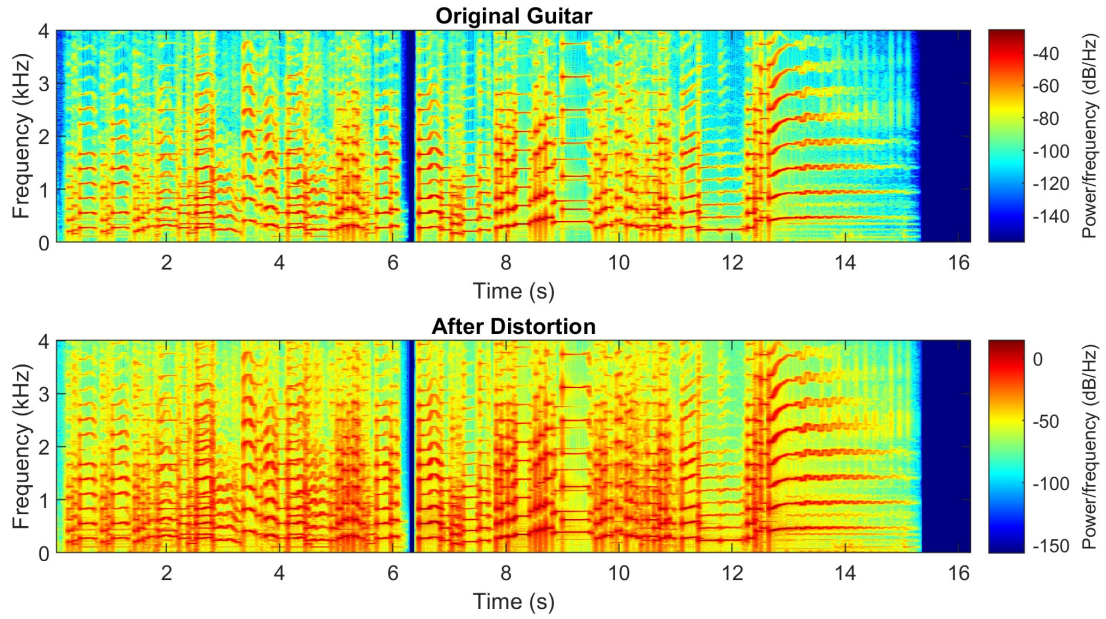 Original Guitar
4
3
2
1
0
Frequency (kHz)
2 4 6 8 10 12 14 16
Time (s)
-40
-60
-80
-100
-120
-140
Power/frequency (dB/Hz)
After Distortion
4
3
2
1
0
Frequency (kHz)
2 4 6 8 10 12 14 16
Time (s)
0
-50
-100
-150
Power/frequency (dB/Hz)